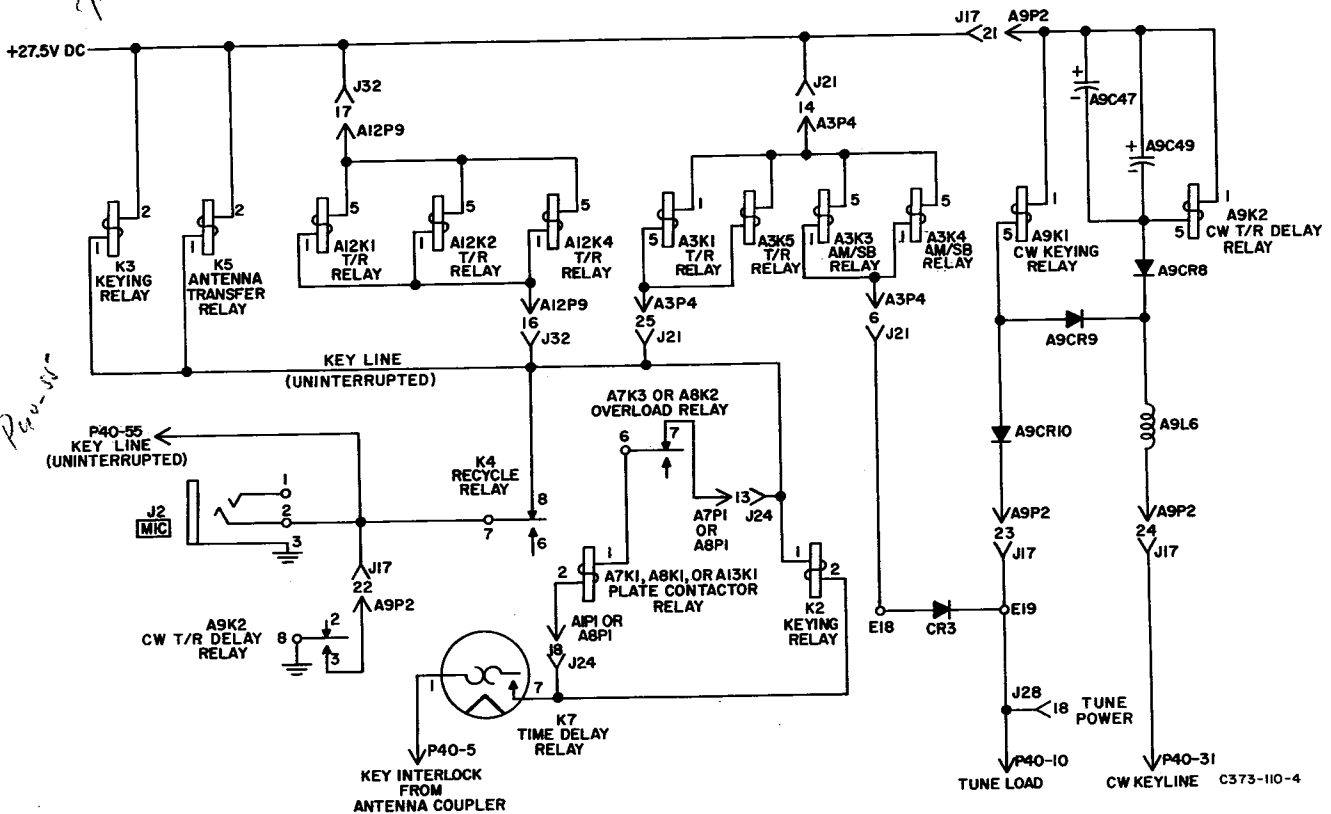 +27.5V DC
J17
21
A9P2
J32
17
A12P9
J21
14
A3P4
+
-
A9C47
+
-
A9C49
2
1
K3
KEYING
RELAY
2
1
K5
ANTENNA
TRANSFER
RELAY
5
1
A12K1
T/R
RELAY
5
1
A12K2
T/R
RELAY
5
1
A12K4
T/R
RELAY
1
5
A3K1
T/R
RELAY
A3K5
T/R
RELAY
5
1
A3K3
AM/SB
RELAY
5
1
A3K4
AM/SB
RELAY
1
5
A9K1
CW KEYING
RELAY
1
5
A9K2
CW T/R DELAY
RELAY
A9CR8
A12P9
16
J32
A3P4
25
J21
A3P4
6
J21
A9CR9
KEY LINE
(UNINTERRUPTED)
P40-55
P40-55
KEY LINE
(UNINTERRUPTED)
A7K3 OR A8K2
OVERLOAD RELAY
6
7
A9CR10
A9L6
K4
RECYCLE
RELAY
8
7
6
J2
MIC
1
2
3
13
J24
A7P1
OR
A8P1
A9P2
23
J17
A9P2
24
J17
J17
22
A9P2
1
2
A7K1, A8K1, OR A13K1
PLATE CONTACTOR
RELAY
1
2
K2
KEYING
RELAY
A9K2
CW T/R DELAY
RELAY
8
2
3
A1P1 OR
A8P1
18
J24
E18
CR3
E19
1
7
K7
TIME DELAY
RELAY
J28
18
TUNE
POWER
P40-5
KEY INTERLOCK
FROM
ANTENNA COUPLER
P40-10
TUNE LOAD
P40-31
CW KEYLINE
C373-110-4